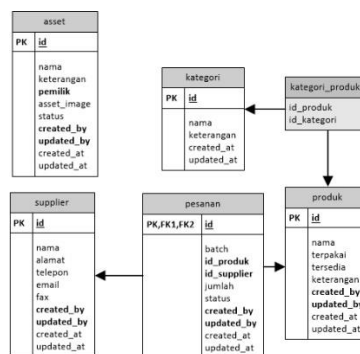 asset
PK id
nama
keterangan
pemilik
asset_image
status
created_by
updated_by
created_at
updated_at
kategori
PK id
nama
keterangan
created_at
updated_at
kategori_produk
id_produk
id_kategori
supplier
PK id
nama
alamat
telepon
email
fax
created_by
updated_by
created_at
updated_at
pesanan
PK,FK1,FK2 id
batch
id_produk
id_supplier
jumlah
status
created_by
updated_by
created_at
updated_at
produk
PK id
nama
terpakai
tersedia
keterangan
created_by
updated_by
created_at
updated_at